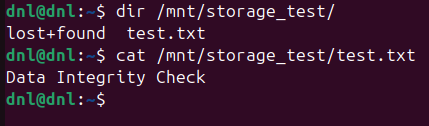 dnl@dnl:~$ dir /mnt/storage_test/
lost+found  test.txt
dnl@dnl:~$ cat /mnt/storage_test/test.txt
Data Integrity Check
dnl@dnl:~$